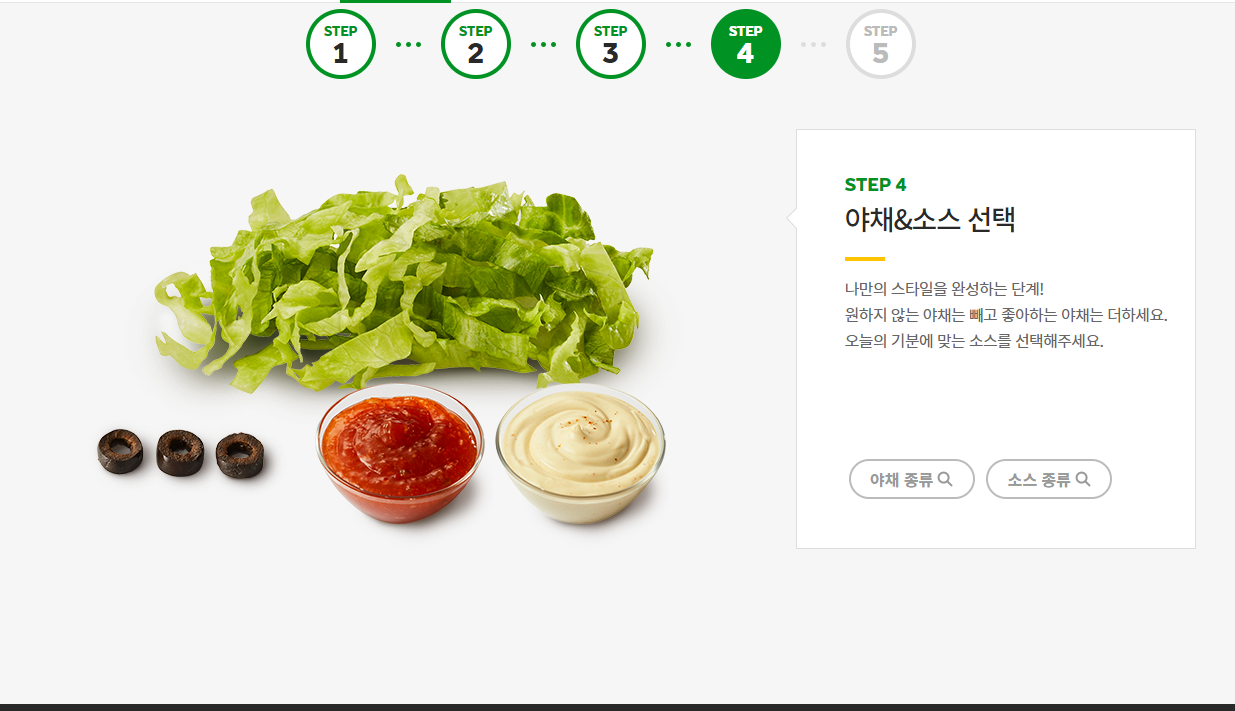 STEP
1
STEP
2
STEP
3
STEP
4
STEP
5
STEP 4
야채&소스 선택
나만의 스타일을 완성하는 단계!
원하지 않는 야채는 빼고 좋아하는 야채는 더하세요.
오늘의 기분에 맞는 소스를 선택해주세요.
야채 종류
소스 종류